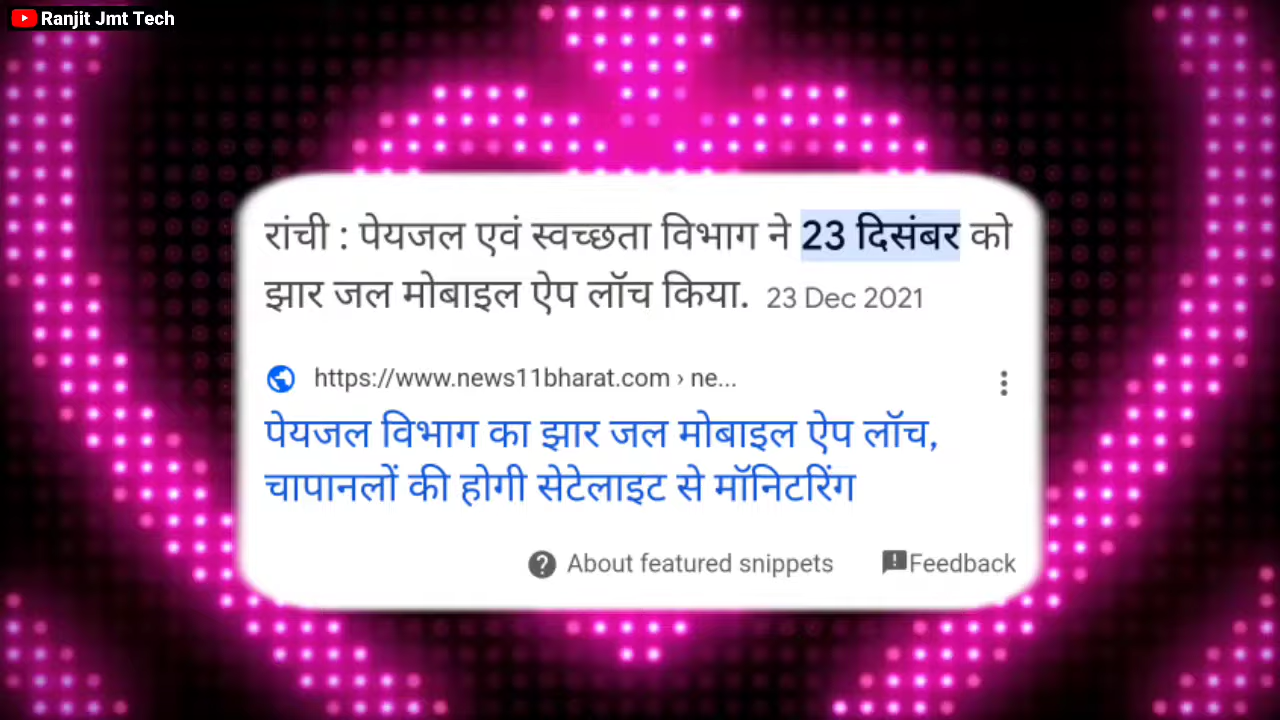 Ranjit Jmt Tech
रांची : पेयजल एवं स्वच्छता विभाग ने 23 दिसंबर को
झार जल मोबाइल ऐप लॉच किया. 23 Dec 2021
https://www.news11bharat.com › ne...
पेयजल विभाग का झार जल मोबाइल ऐप लॉच,
चापानलों की होगी सेटेलाइट से मॉनिटरिंग
About featured snippets Feedback